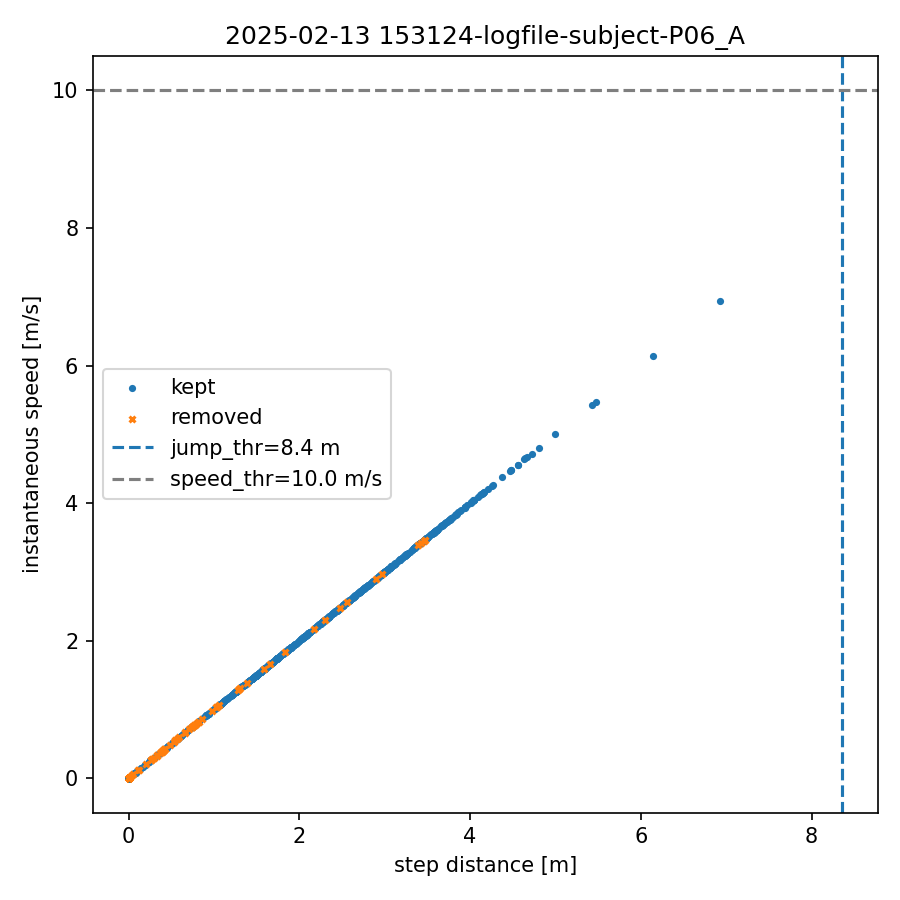 2025-02-13 153124-logfile-subject-P06_A
10
8
6
4
2
0
instantaneous speed [m/s]
kept
removed
jump_thr=8.4 m
speed_thr=10.0 m/s
0 2 4 6 8
step distance [m]